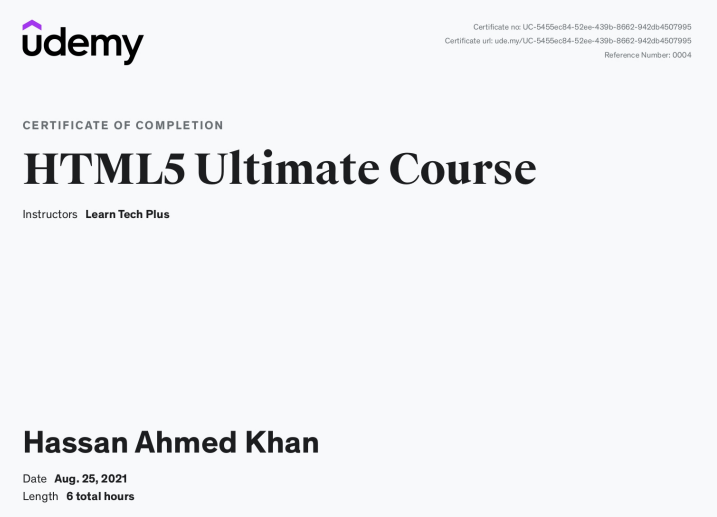 udemy
Certificate no: UC-5455ec84-52ee-439b-8662-942db4507995
Certificate url: ude.my/UC-5455ec84-52ee-439b-8662-942db4507995
Reference Number: 0004
CERTIFICATE OF COMPLETION
HTML5 Ultimate Course
Instructors Learn Tech Plus
Hassan Ahmed Khan
Date Aug. 25, 2021
Length 6 total hours